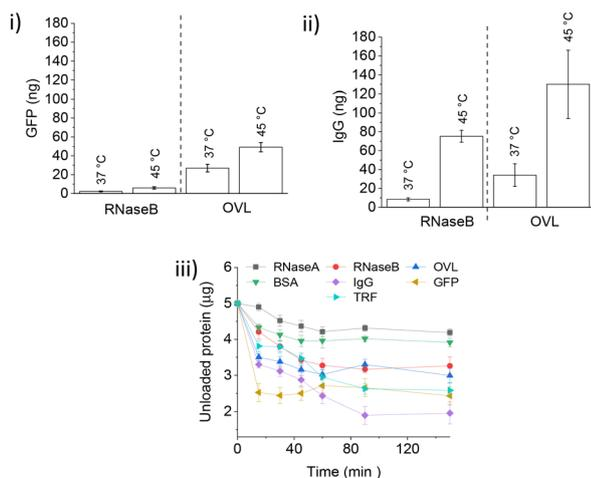 i)
180
160
140
120
100
80
60
40
20
0
GFP (ng)
37 °C
45 °C
37 °C
45 °C
RNaseB
OVL
ii)
180
160
140
120
100
80
60
40
20
0
IgG (ng)
37 °C
45 °C
37 °C
45 °C
RNaseB
OVL
iii)
RNaseA RNaseB OVL
BSA IgG GFP
TRF
6
5
4
3
2
Unloaded protein (µg)
0 40 80 120
Time (min )